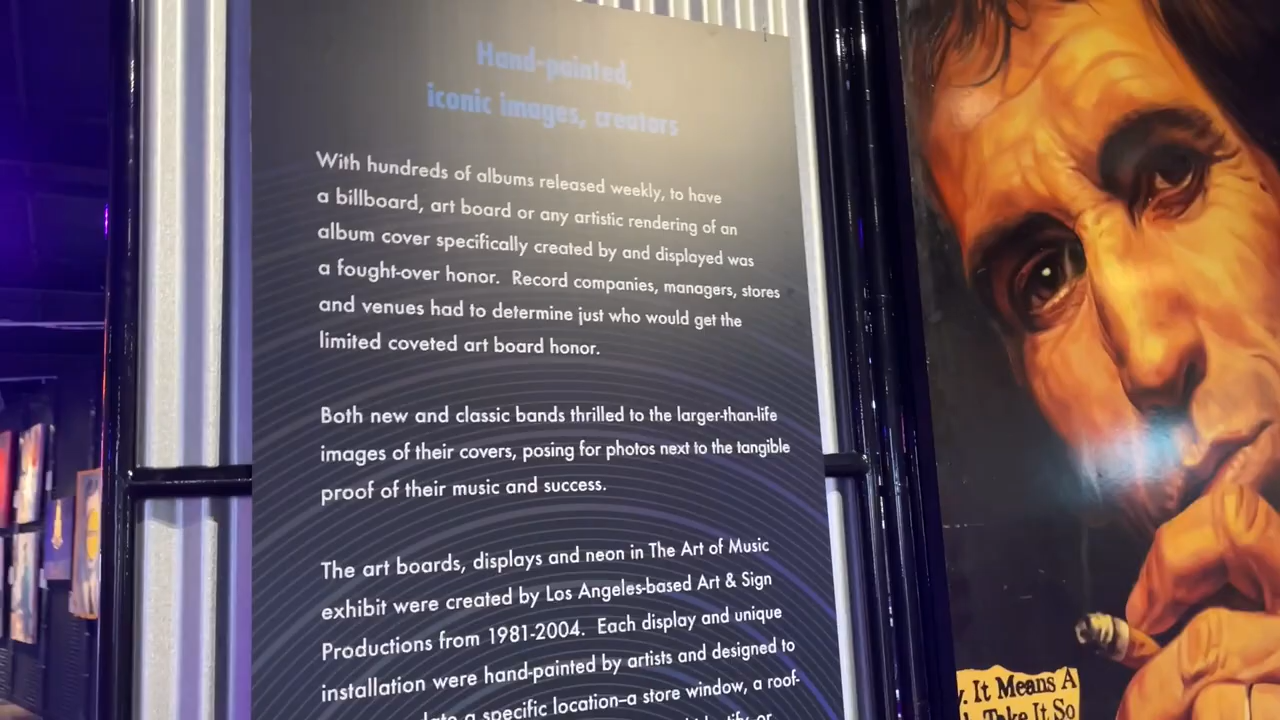 Hand-painted,
iconic images, creators
With hundreds of albums released weekly, to have
a billboard, art board or any artistic rendering of an
album cover specifically created by and displayed was
a fought-over honor. Record companies, managers, stores
and venues had to determine just who would get the
limited coveted art board honor.
Both new and classic bands thrilled to the larger-than-life
images of their covers, posing for photos next to the tangible
proof of their music and success.
The art boards, displays and neon in The Art of Music
exhibit were created by Los Angeles-based Art & Sign
Productions from 1981-2004. Each display and unique
installation were hand-painted by artists and designed to
a specific location–a store window, a roof-
or
It Means A
Take It So